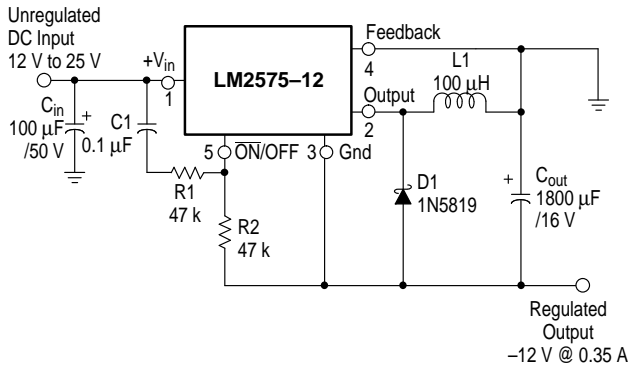 Unregulated
DC Input
12 V to 25 V
+Vin
1
Cin
100 µF
/50 V
+
C1
0.1 µF
LM2575–12
Feedback
4
Output
2
L1
100 µH
5
ON/OFF
3
Gnd
R1
47 k
R2
47 k
D1
1N5819
+
Cout
1800 µF
/16 V
Regulated
Output
–12 V @ 0.35 A